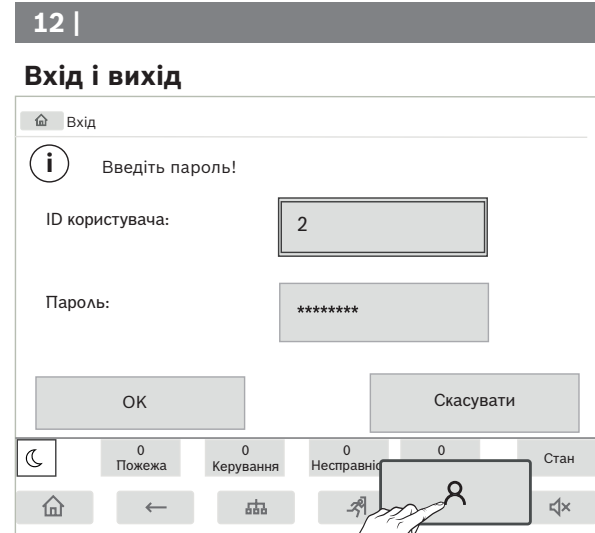 12 |
Вхід і вихід
Вхід
i
Введіть пароль!
ID користувача:
2
Пароль:
********
OK
Скасувати
0
Пожежа
0
Керування
0
0
Стан